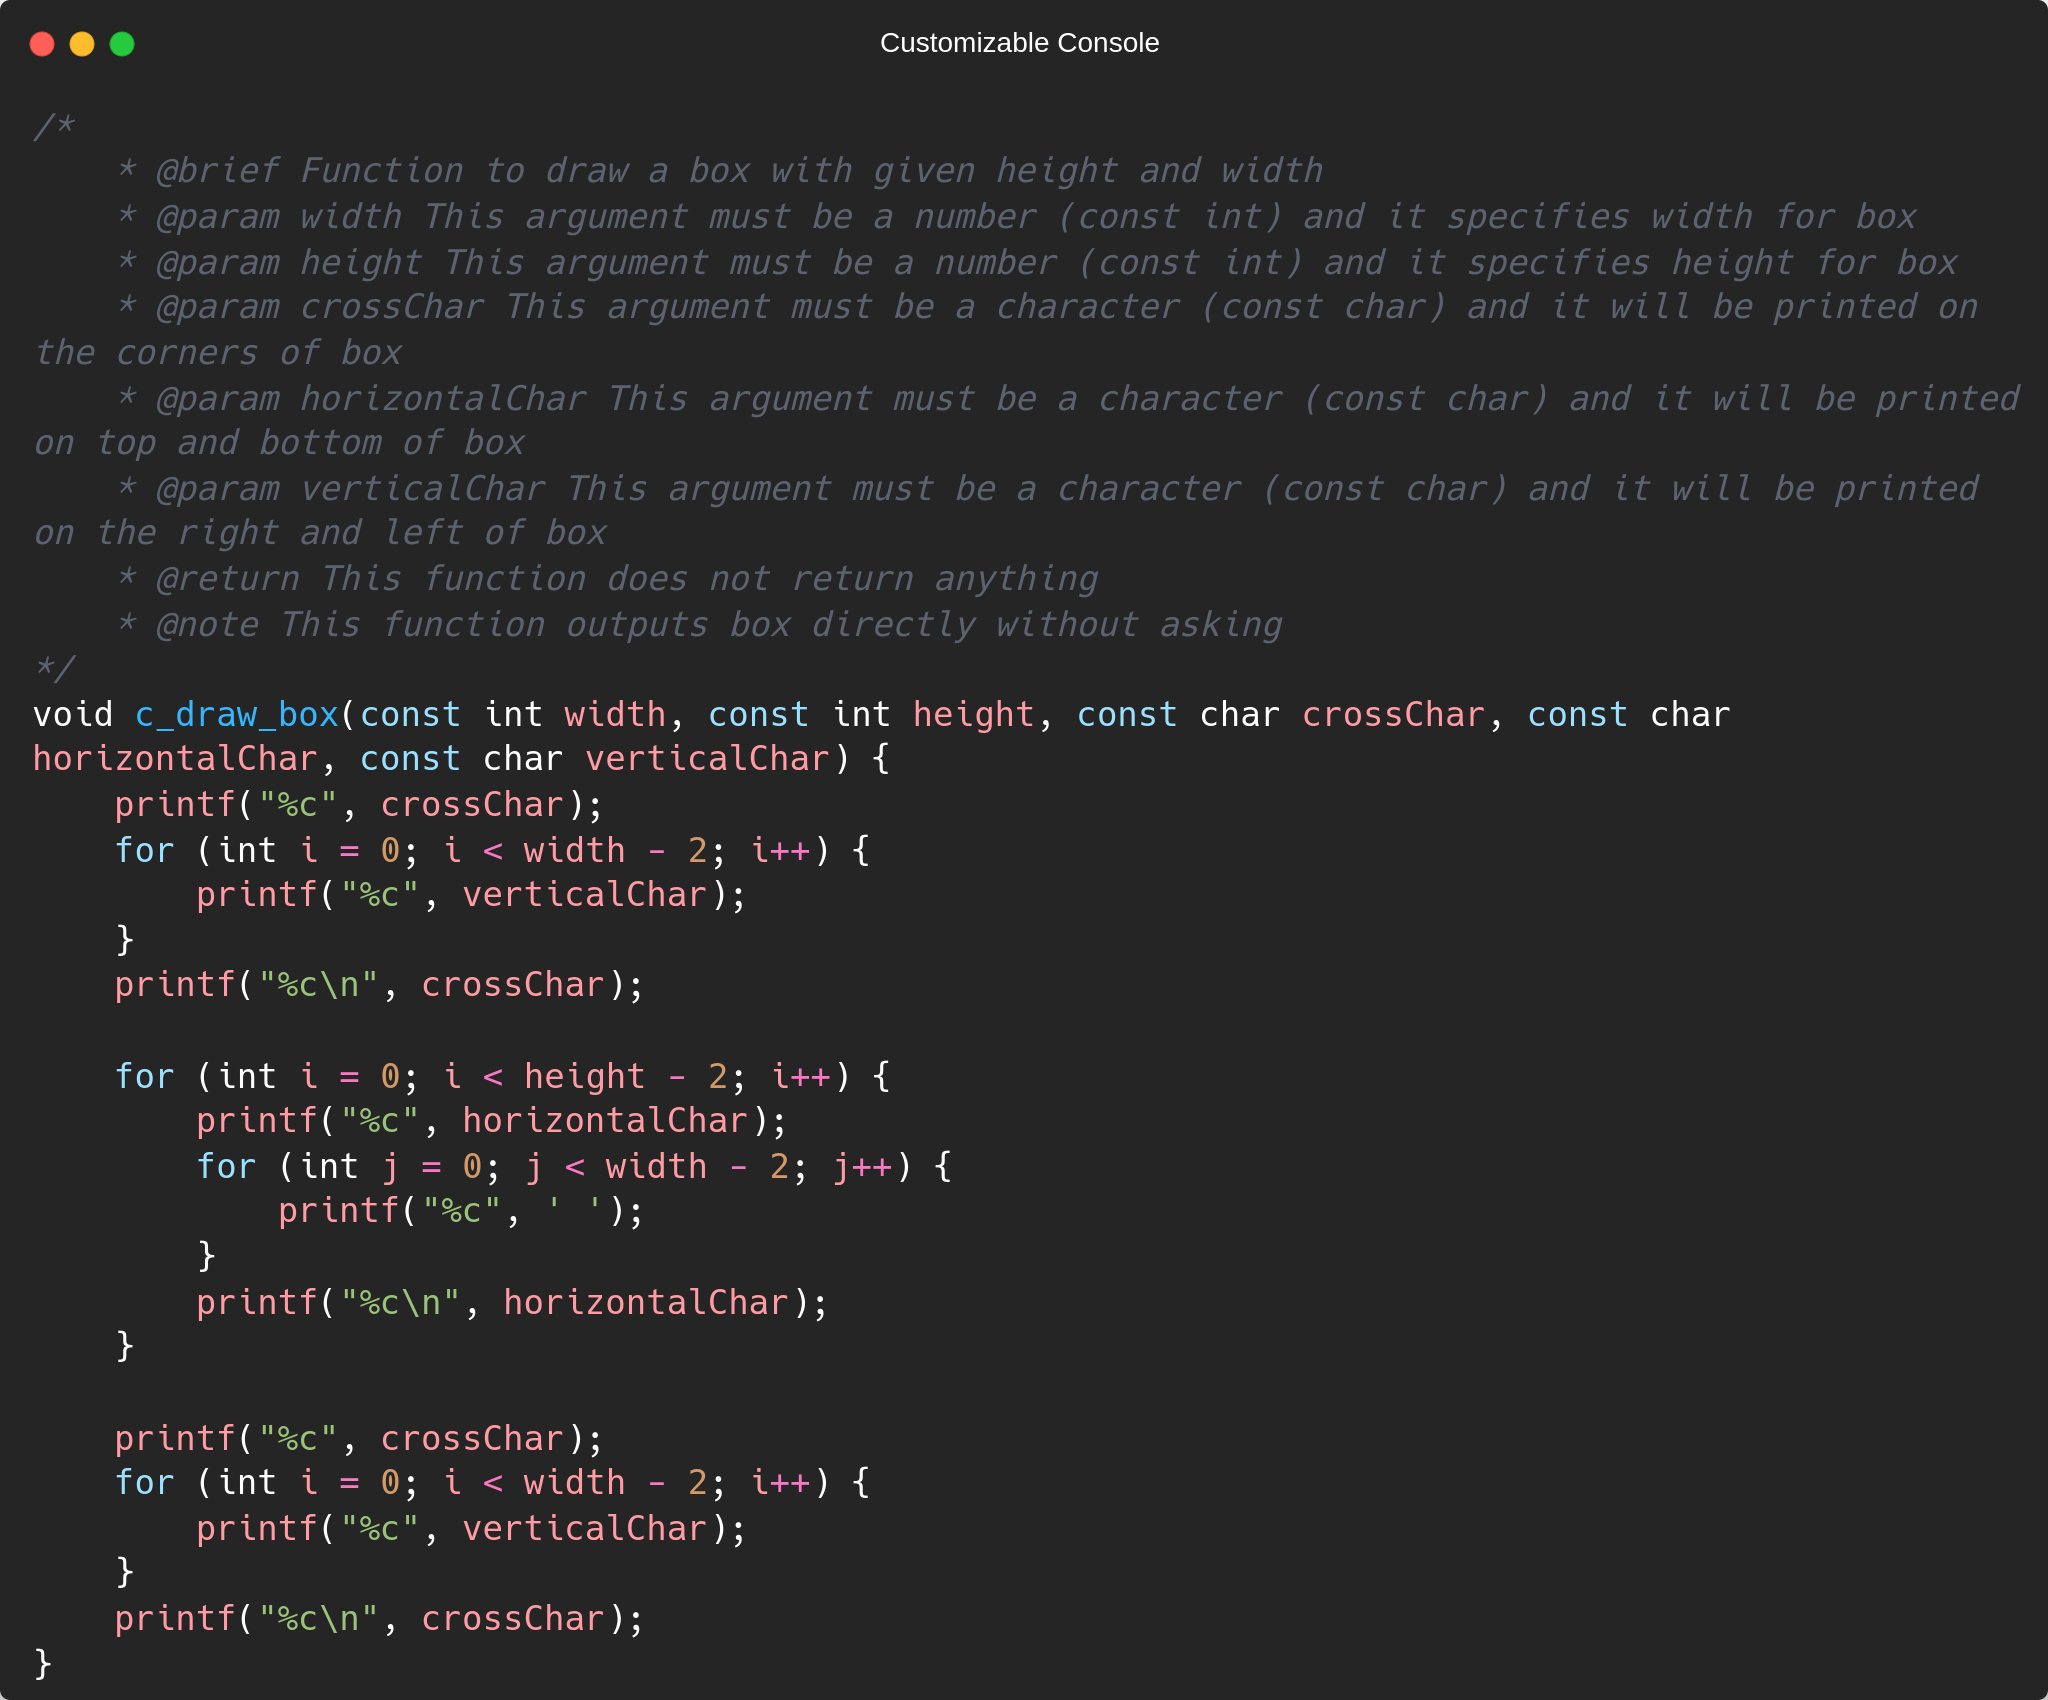 Customizable Console
/*
    * @brief Function to draw a box with given height and width
    * @param width This argument must be a number (const int) and it specifies width for box
    * @param height This argument must be a number (const int) and it specifies height for box
    * @param crossChar This argument must be a character (const char) and it will be printed on
the corners of box
    * @param horizontalChar This argument must be a character (const char) and it will be printed
on top and bottom of box
    * @param verticalChar This argument must be a character (const char) and it will be printed
on the right and left of box
    * @return This function does not return anything
    * @note This function outputs box directly without asking
*/
void c_draw_box(const int width, const int height, const char crossChar, const char
horizontalChar, const char verticalChar) {
    printf("%c", crossChar);
    for (int i = 0; i < width - 2; i++) {
        printf("%c", verticalChar);
    }
    printf("%c\n", crossChar);

    for (int i = 0; i < height - 2; i++) {
        printf("%c", horizontalChar);
        for (int j = 0; j < width - 2; j++) {
            printf("%c", ' ');
        }
        printf("%c\n", horizontalChar);
    }

    printf("%c", crossChar);
    for (int i = 0; i < width - 2; i++) {
        printf("%c", verticalChar);
    }
    printf("%c\n", crossChar);
}